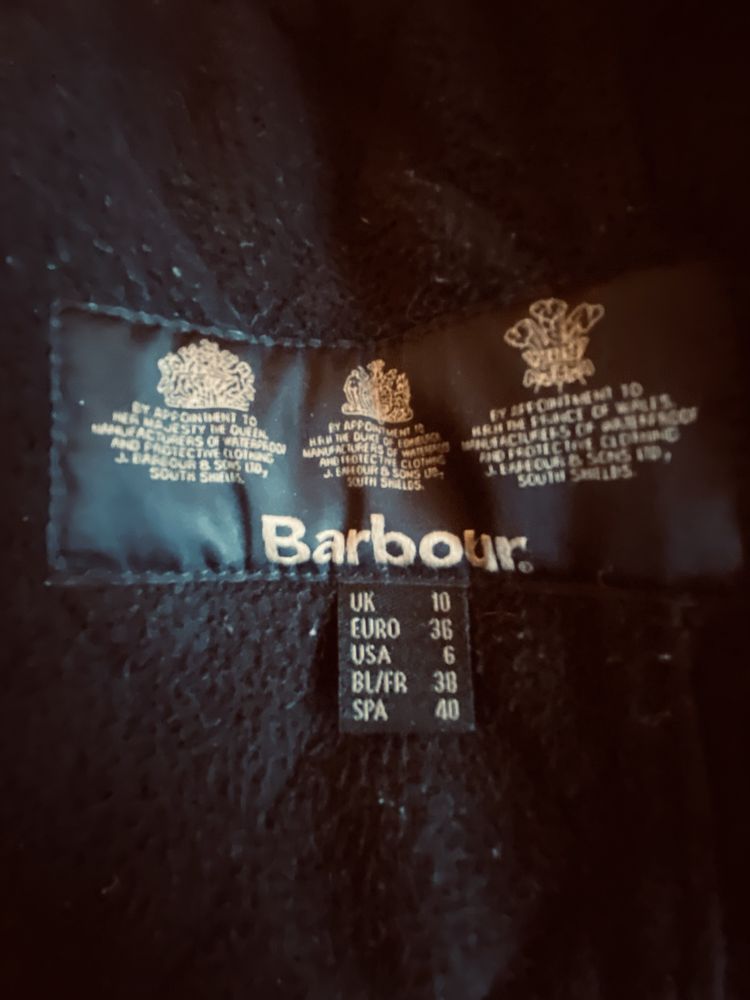 BY APPOINTMENT TO
HER MAJESTY THE QUEEN,
MANUFACTURERS OF WATERPROOF
AND PROTECTIVE CLOTHING
J. BARBOUR & SONS LTD,
SOUTH SHIELDS.
BY APPOINTMENT TO
H.R.H THE DUKE OF EDINBURGH,
MANUFACTURERS OF WATERPROOF
AND PROTECTIVE CLOTHING
J. BARBOUR & SONS LTD,
SOUTH SHIELDS.
BY APPOINTMENT TO
H.R.H THE PRINCE OF WALES,
MANUFACTURERS OF WATERPROOF
AND PROTECTIVE CLOTHING
J. BARBOUR & SONS LTD,
SOUTH SHIELDS.
Barbour®
UK 10
EURO 36
USA 6
BL/FR 38
SPA 40